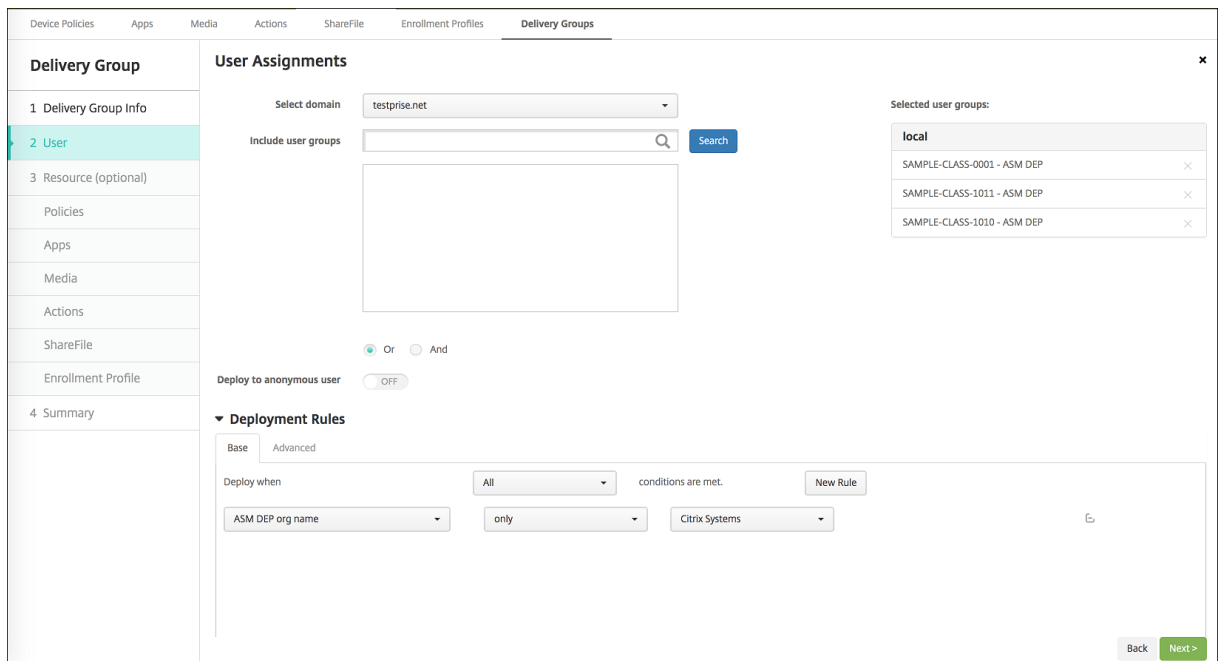 Device Policies Apps Media Actions ShareFile Enrollment Profiles Delivery Groups
Delivery Group
1 Delivery Group Info
2 User
3 Resource (optional)
Policies
Apps
Media
Actions
ShareFile
Enrollment Profile
4 Summary
User Assignments
Select domain testprise.net
Include user groups Search
Or And
Deploy to anonymous user OFF
Selected user groups:
local
SAMPLE-CLASS-0001 - ASM DEP
SAMPLE-CLASS-1011 - ASM DEP
SAMPLE-CLASS-1010 - ASM DEP
Deployment Rules
Base Advanced
Deploy when All conditions are met. New Rule
ASM DEP org name only Citrix Systems
Back Next >